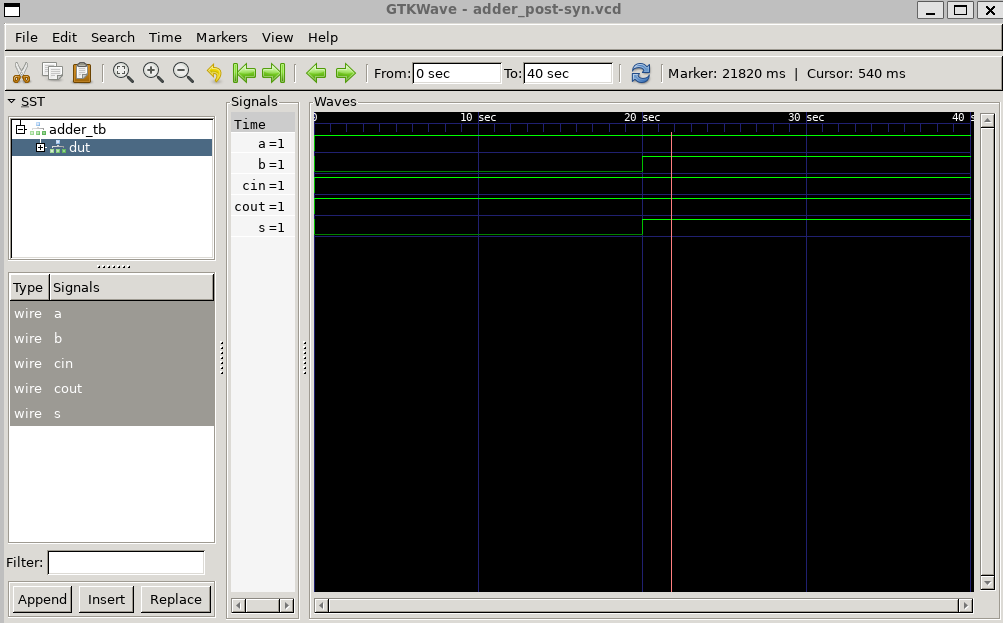 GTKWave - adder_post-syn.vcd
File Edit Search Time Markers View Help
From: 0 sec To: 40 sec Marker: 21820 ms | Cursor: 540 ms
SST
adder_tb
dut
Type Signals
wire a
wire b
wire cin
wire cout
wire s
Filter:
Append Insert Replace
Signals
Time
a =1
b =1
cin =1
cout =1
s =1
Waves
0 10 sec 20 sec 30 sec 40 s